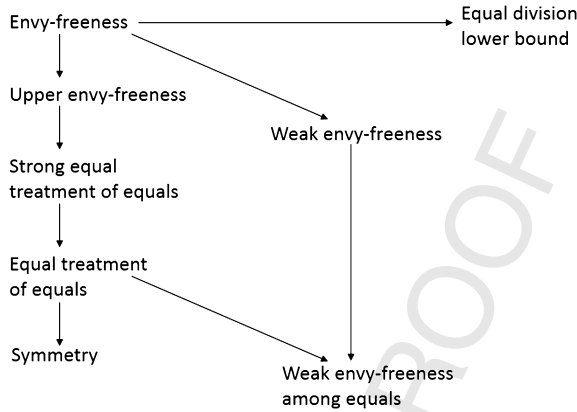 Envy-freeness
Equal division
lower bound
Upper envy-freeness
Weak envy-freeness
Strong equal
treatment of equals
Equal treatment
of equals
Symmetry
Weak envy-freeness
among equals
ROOF